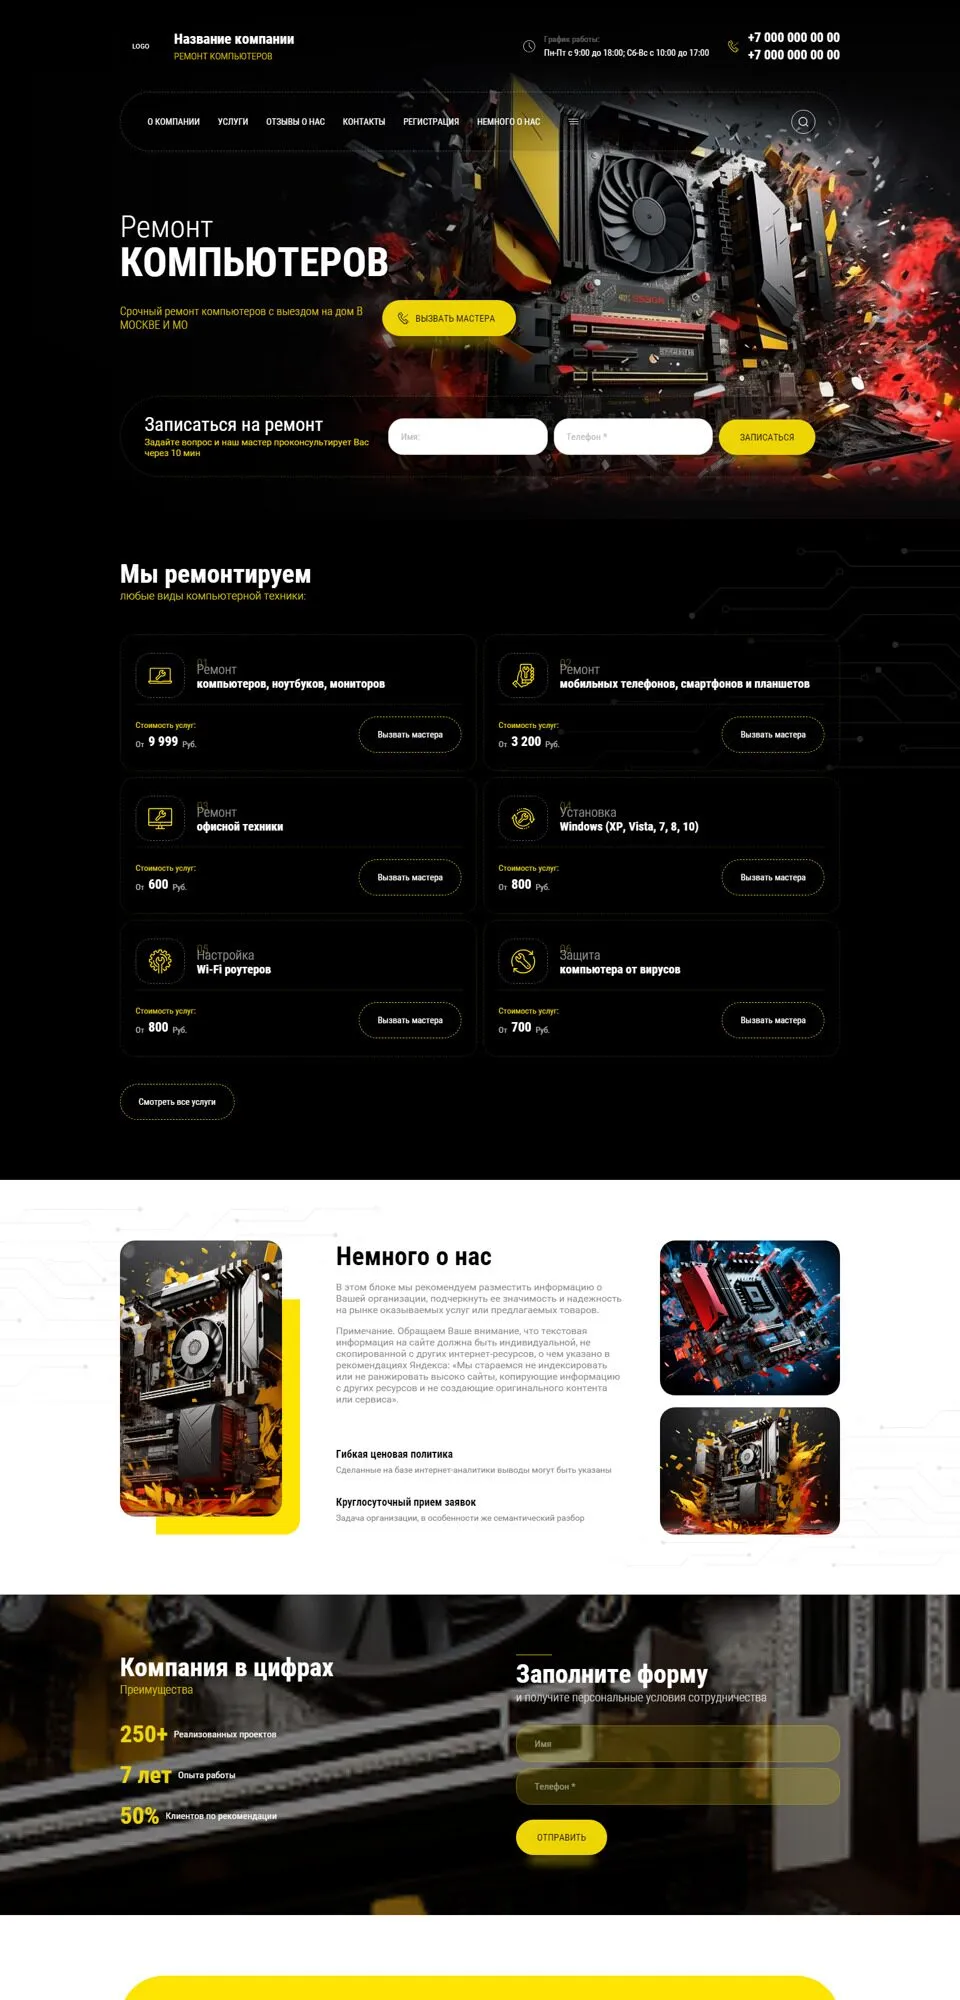 LOGO
Название компании
РЕМОНТ КОМПЬЮТЕРОВ
График работы:
Пн-Пт с 9:00 до 18:00; Сб-Вс с 10:00 до 17:00
+7 000 000 00 00
+7 000 000 00 00
О КОМПАНИИ УСЛУГИ ОТЗЫВЫ О НАС КОНТАКТЫ РЕГИСТРАЦИЯ НЕМНОГО О НАС
Ремонт
КОМПЬЮТЕРОВ
Срочный ремонт компьютеров с выездом на дом В
МОСКВЕ И МО
ВЫЗВАТЬ МАСТЕРА
Записаться на ремонт
Задайте вопрос и наш мастер проконсультирует Вас
через 10 мин
Имя:
Телефон *
ЗАПИСАТЬСЯ
Мы ремонтируем
любые виды компьютерной техники:
01
Ремонт
компьютеров, ноутбуков, мониторов
Стоимость услуг:
От 9 999 Руб.
Вызвать мастера
02
Ремонт
мобильных телефонов, смартфонов и планшетов
Стоимость услуг:
От 3 200 Руб.
Вызвать мастера
03
Ремонт
офисной техники
Стоимость услуг:
От 600 Руб.
Вызвать мастера
04
Установка
Windows (XP, Vista, 7, 8, 10)
Стоимость услуг:
От 800 Руб.
Вызвать мастера
05
Настройка
Wi-Fi роутеров
Стоимость услуг:
От 800 Руб.
Вызвать мастера
06
Защита
компьютера от вирусов
Стоимость услуг:
От 700 Руб.
Вызвать мастера
Смотреть все услуги
Немного о нас
В этом блоке мы рекомендуем разместить информацию о
Вашей организации, подчеркнуть ее значимость и надежность
на рынке оказываемых услуг или предлагаемых товаров.
Примечание. Обращаем Ваше внимание, что текстовая
информация на сайте должна быть индивидуальной, не
скопированной с других интернет-ресурсов, о чем указано в
рекомендациях Яндекса: «Мы стараемся не индексировать
или не ранжировать высоко сайты, копирующие информацию
с других ресурсов и не создающие оригинального контента
или сервиса».
Гибкая ценовая политика
Сделанные на базе интернет-аналитики выводы могут быть указаны
Круглосуточный прием заявок
Задача организации, в особенности же семантический разбор
Компания в цифрах
Преимущества
250+ Реализованных проектов
7 лет Опыта работы
50% Клиентов по рекомендации
Заполните форму
и получите персональные условия сотрудничества
Имя
Телефон *
ОТПРАВИТЬ